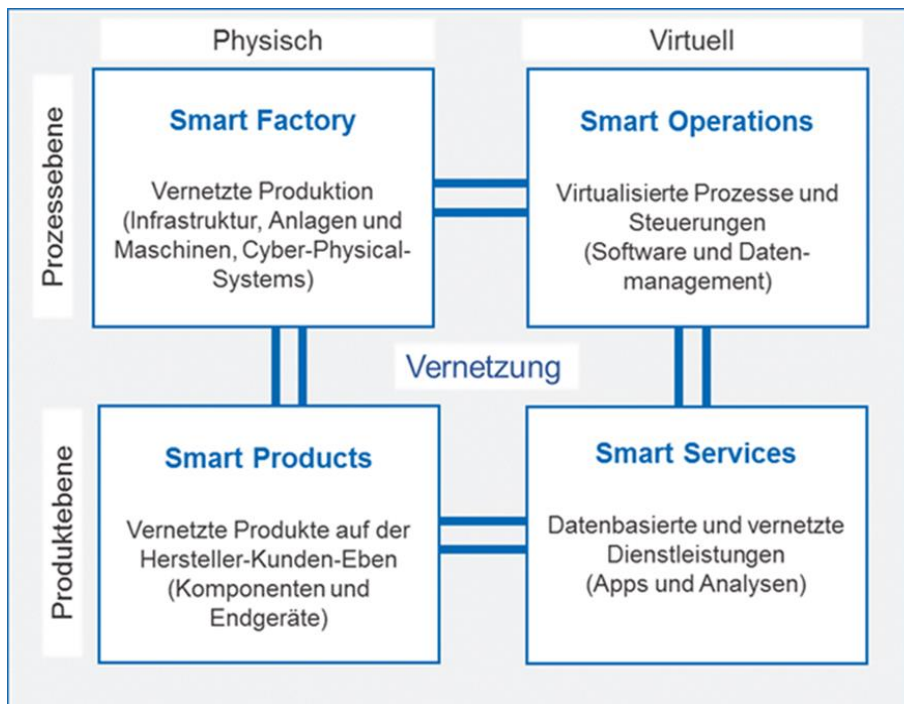 Physisch
Virtuell
Prozessebene
Smart Factory
Vernetzte Produktion
(Infrastruktur, Anlagen und
Maschinen, Cyber-Physical-
Systems)
Smart Operations
Virtualisierte Prozesse und
Steuerungen
(Software und Daten-
management)
Vernetzung
Produktebene
Smart Products
Vernetzte Produkte auf der
Hersteller-Kunden-Eben
(Komponenten und
Endgeräte)
Smart Services
Datenbasierte und vernetzte
Dienstleistungen
(Apps und Analysen)